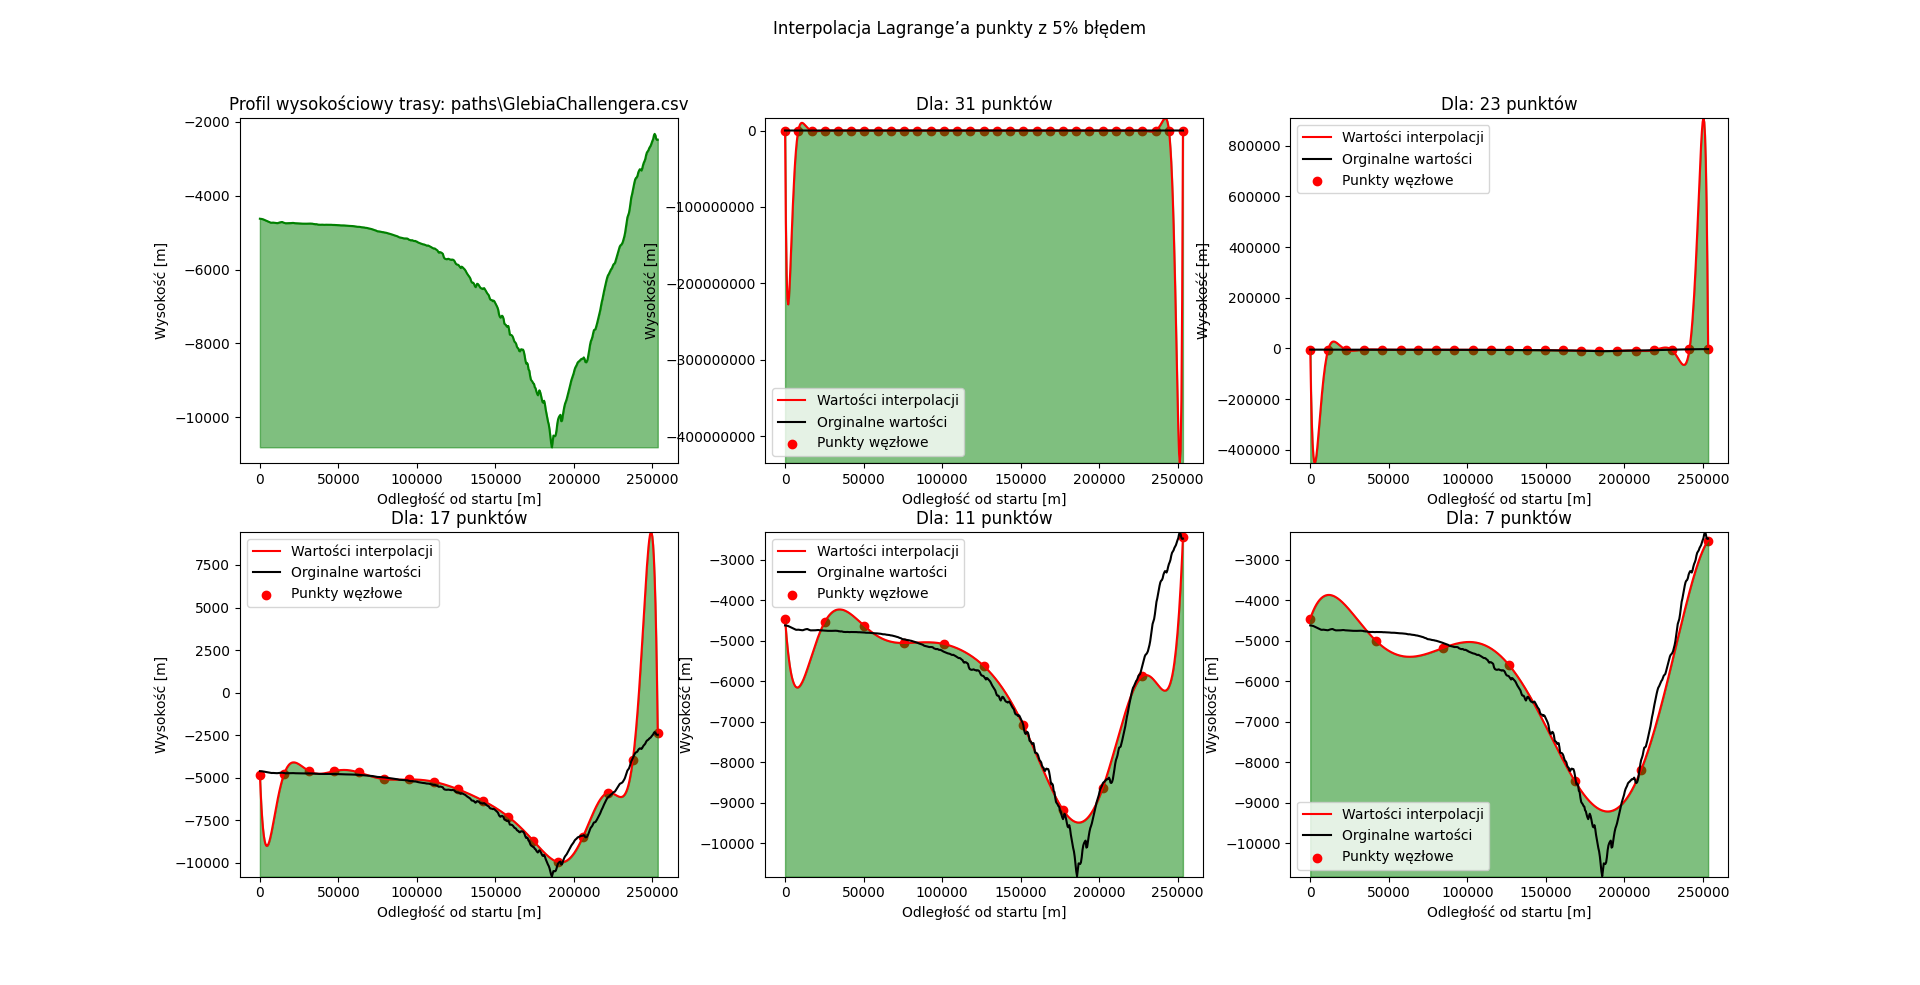 Interpolacja Lagrange’a punkty z 5% błędem
Profil wysokościowy trasy: paths\GlebiaChallengera.csv
−2000
−4000
−6000
−8000
−10000
Wysokość [m]
0 50000 100000 150000 200000 250000
Odległość od startu [m]
Dla: 31 punktów
0
−100000000
−200000000
−300000000
−400000000
Wysokość [m]
Wartości interpolacji
Orginalne wartości
Punkty węzłowe
0 50000 100000 150000 200000 250000
Odległość od startu [m]
Dla: 23 punktów
Wartości interpolacji
Orginalne wartości
Punkty węzłowe
800000
600000
400000
200000
0
−200000
−400000
Wysokość [m]
0 50000 100000 150000 200000 250000
Odległość od startu [m]
Dla: 17 punktów
Wartości interpolacji
Orginalne wartości
Punkty węzłowe
7500
5000
2500
0
−2500
−5000
−7500
−10000
Wysokość [m]
0 50000 100000 150000 200000 250000
Odległość od startu [m]
Dla: 11 punktów
Wartości interpolacji
Orginalne wartości
Punkty węzłowe
−3000
−4000
−5000
−6000
−7000
−8000
−9000
−10000
Wysokość [m]
0 50000 100000 150000 200000 250000
Odległość od startu [m]
Dla: 7 punktów
−3000
−4000
−5000
−6000
−7000
−8000
−9000
−10000
Wysokość [m]
Wartości interpolacji
Orginalne wartości
Punkty węzłowe
0 50000 100000 150000 200000 250000
Odległość od startu [m]